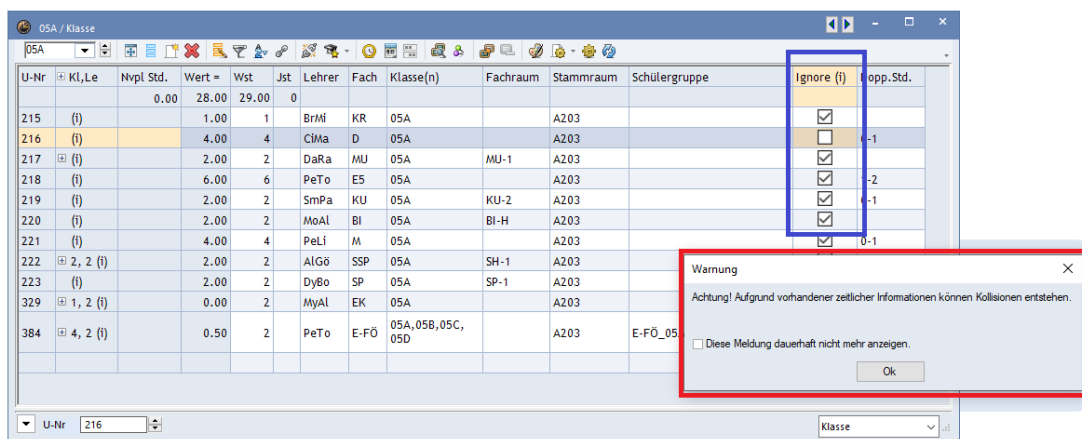 05A / Klasse
05A
U-Nr Kl,Le Nvpl Std. Wert = Wst Jst Lehrer Fach Klasse(n) Fachraum Stammraum Schülergruppe Ignore (i) Dopp.Std.
0.00 28.00 29.00 0
215 (i) 1.00 1 BrMi KR 05A A203
216 (i) 4.00 4 CiMa D 05A A203 -1
217 (i) 2.00 2 DaRa MU 05A MU-1 A203
218 (i) 6.00 6 PeTo E5 05A A203 -2
219 (i) 2.00 2 SmPa KU 05A KU-2 A203 -1
220 (i) 2.00 2 MoAl BI 05A BI-H A203
221 (i) 4.00 4 PeLi M 05A A203 0-1
222 2, 2 (i) 2.00 2 AlGö SSP 05A SH-1 A203
223 (i) 2.00 2 DyBo SP 05A SP-1 A203
329 1, 2 (i) 0.00 2 MyAl EK 05A A203
384 4, 2 (i) 0.50 2 PeTo E-FÖ 05A,05B,05C, A203 E-FÖ_05A
05D
Warnung
Achtung! Aufgrund vorhandener zeitlicher Informationen können Kollisionen entstehen.
Diese Meldung dauerhaft nicht mehr anzeigen.
Ok
U-Nr 216
Klasse